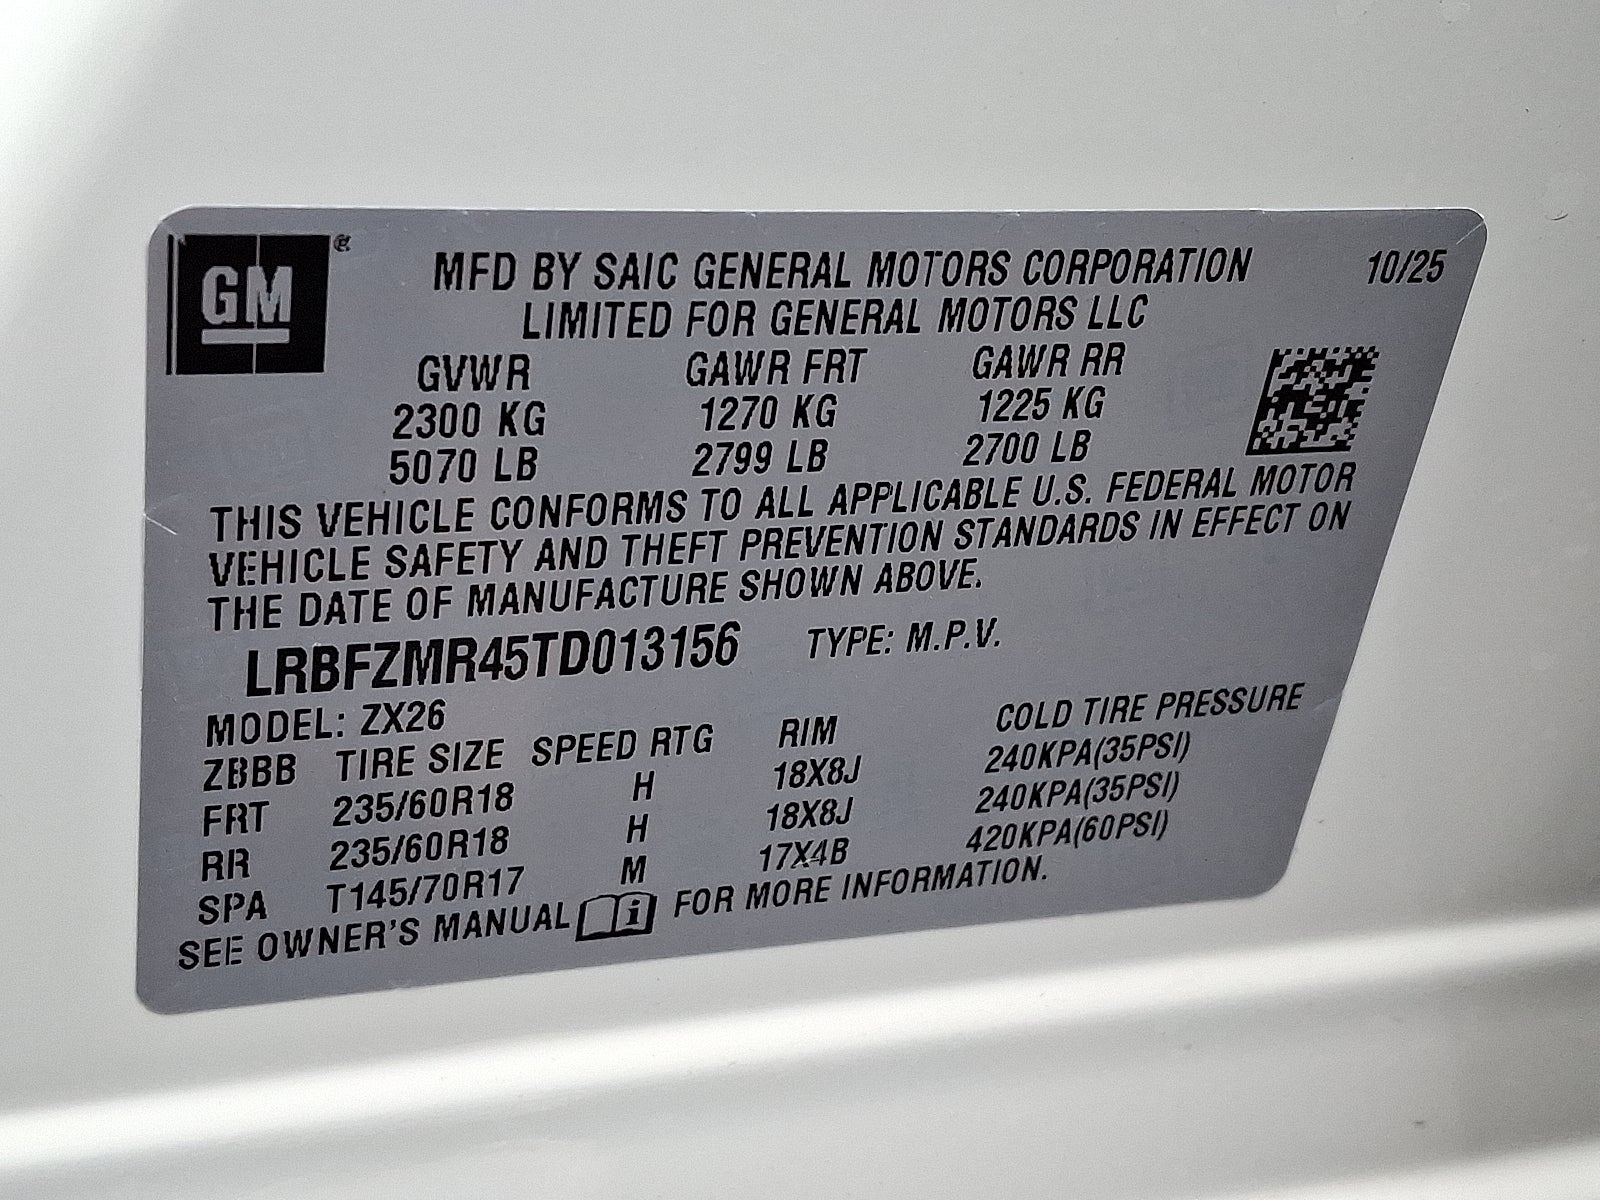 GM
MFD BY SAIC GENERAL MOTORS CORPORATION 10/25
LIMITED FOR GENERAL MOTORS LLC
GVWR GAWR FRT GAWR RR
2300 KG 1270 KG 1225 KG
5070 LB 2799 LB 2700 LB
THIS VEHICLE CONFORMS TO ALL APPLICABLE U.S. FEDERAL MOTOR
VEHICLE SAFETY AND THEFT PREVENTION STANDARDS IN EFFECT ON
THE DATE OF MANUFACTURE SHOWN ABOVE.
LRBFZMR45TD013156 TYPE: M.P.V.
MODEL: ZX26
ZBBB TIRE SIZE SPEED RTG RIM COLD TIRE PRESSURE
FRT 235/60R18 H 18X8J 240KPA(35PSI)
RR 235/60R18 H 18X8J 240KPA(35PSI)
SPA T145/70R17 M 17X4B 420KPA(60PSI)
SEE OWNER'S MANUAL FOR MORE INFORMATION.